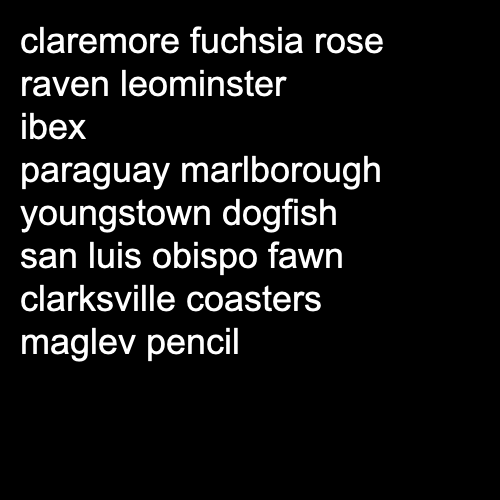 claremore fuchsia rose
raven leominster
ibex
paraguay marlborough
youngstown dogfish
san luis obispo fawn
clarksville coasters
maglev pencil